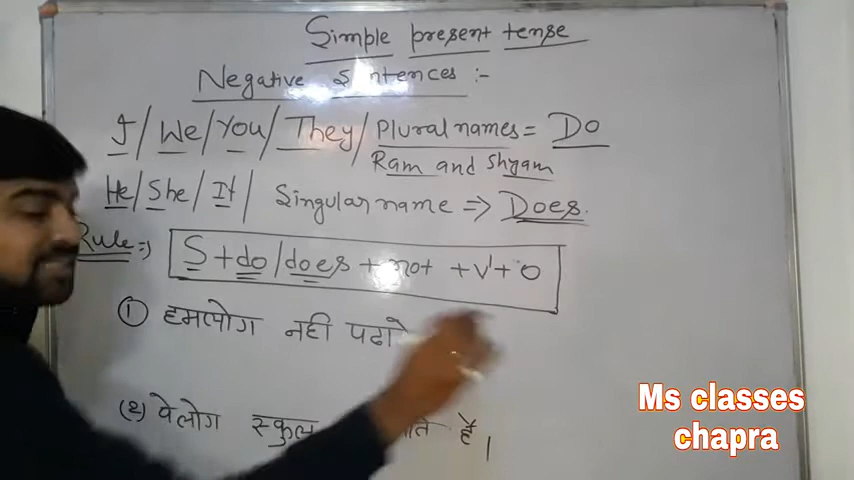 Simple present tense
Negative Sentences :-
I/We/You/They/Plural names = Do
Ram and Shyam
He/She/It/ Singular name => Does.
Rule:=)
S + do/does + not + V¹ + O
① हमलोग नही पढाते
(२) वेलोग स्कुल है।
Ms classes
chapra